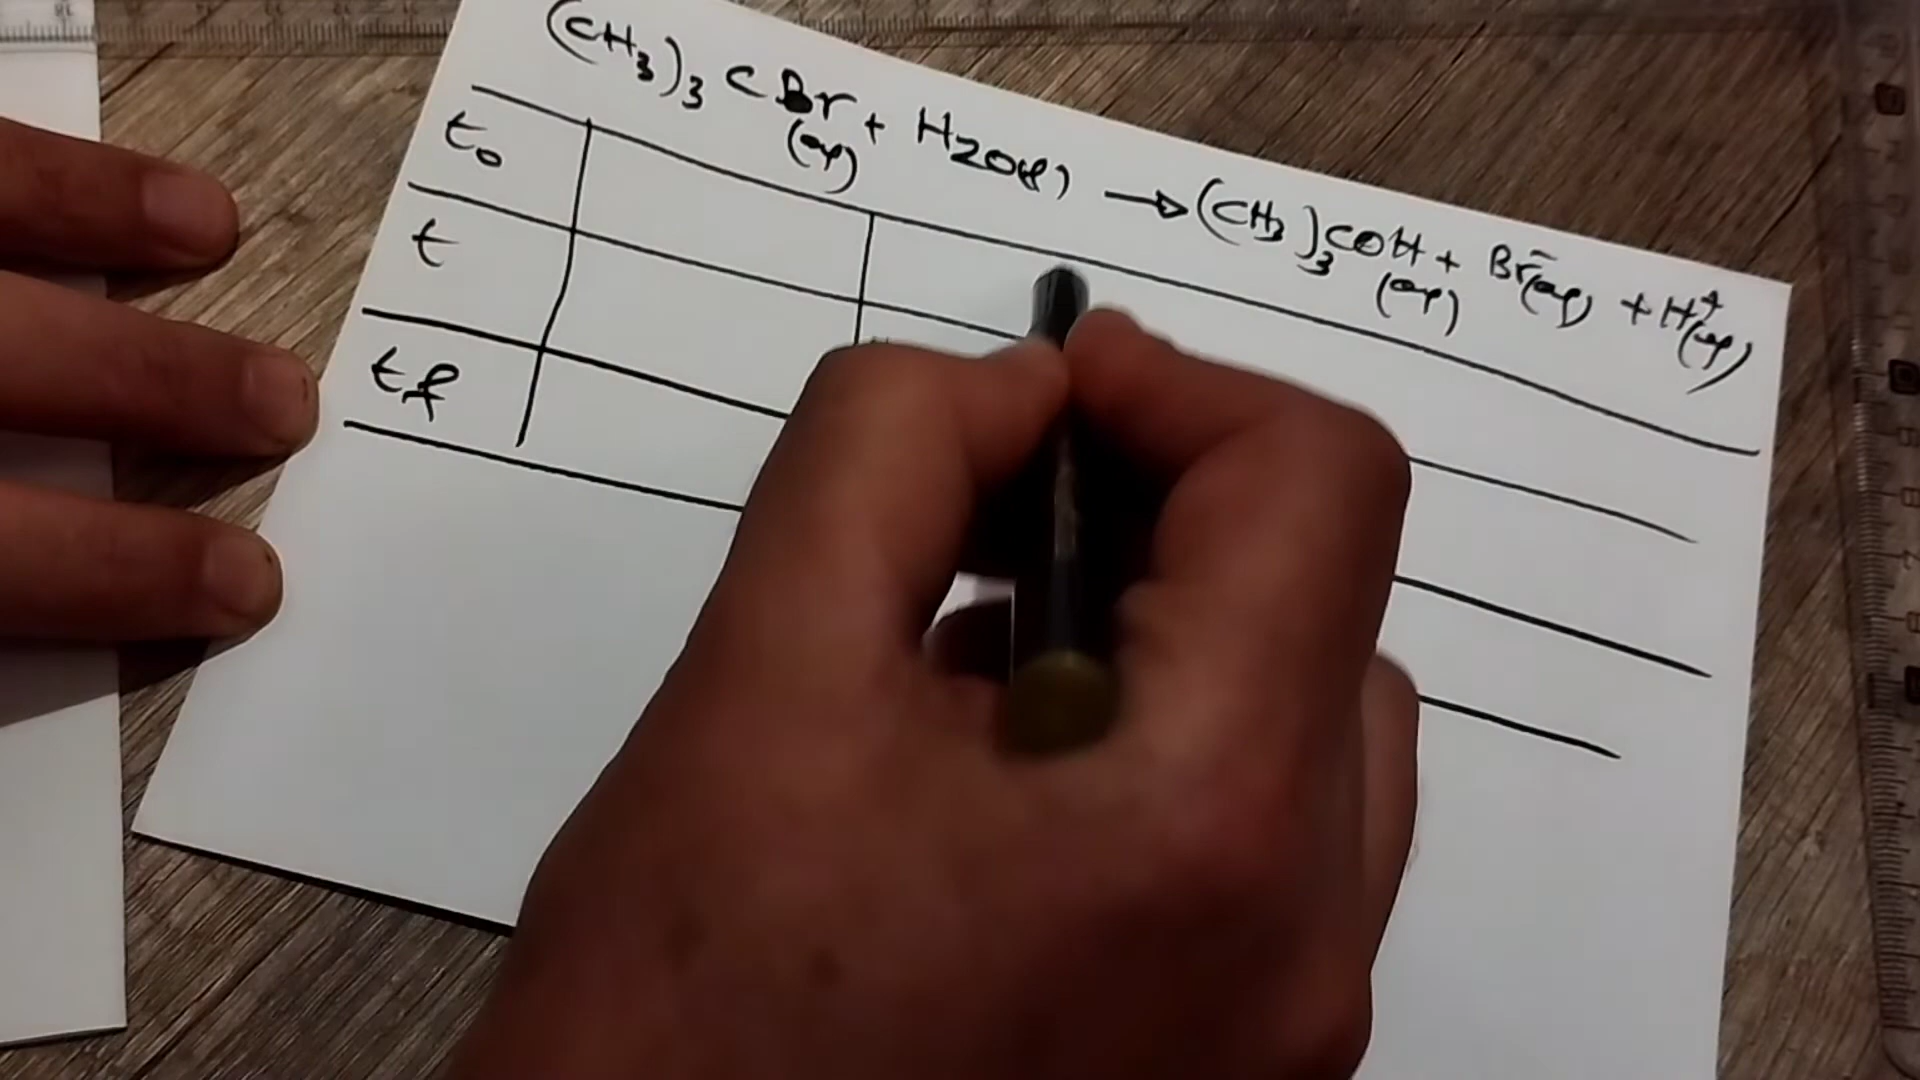 (CH3)3CBr(aq) + H2O(l) → (CH3)3COH(aq) + Br⁻(aq) + H⁺(aq)
t0
t
tf